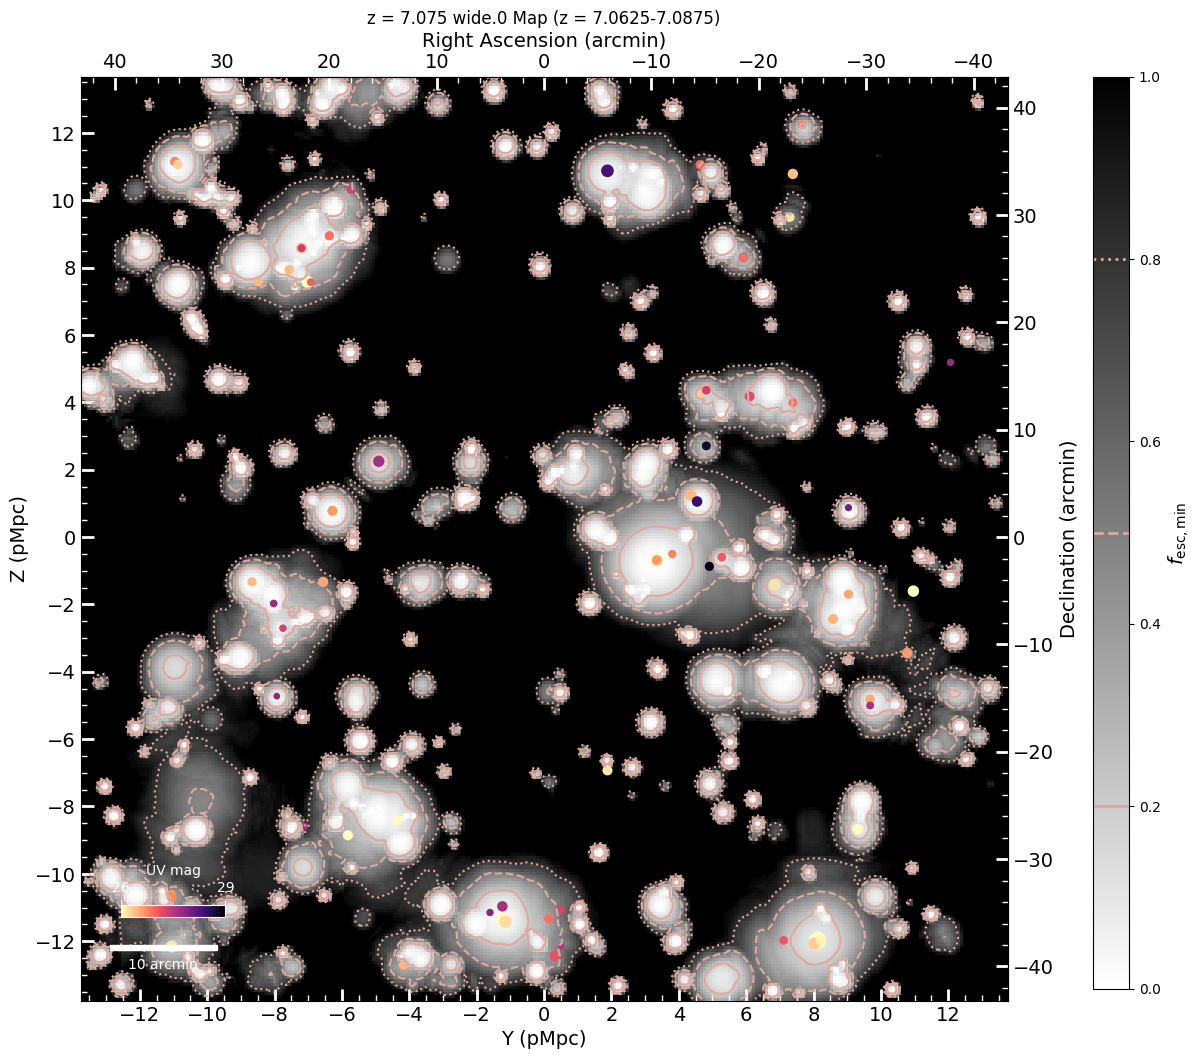 z = 7.075 wide.0 Map (z = 7.0625-7.0875)
Right Ascension (arcmin)
40 30 20 10 0 −10 −20 −30 −40
12 10 8 6 4 2 0 −2 −4 −6 −8 −10 −12
Z (pMpc)
40 30 20 10 0 −10 −20 −30 −40
Declination (arcmin)
1.0 0.8 0.6 0.4 0.2 0.0
f_esc,min
UV mag
26 29
10 arcmin
−12 −10 −8 −6 −4 −2 0 2 4 6 8 10 12
Y (pMpc)